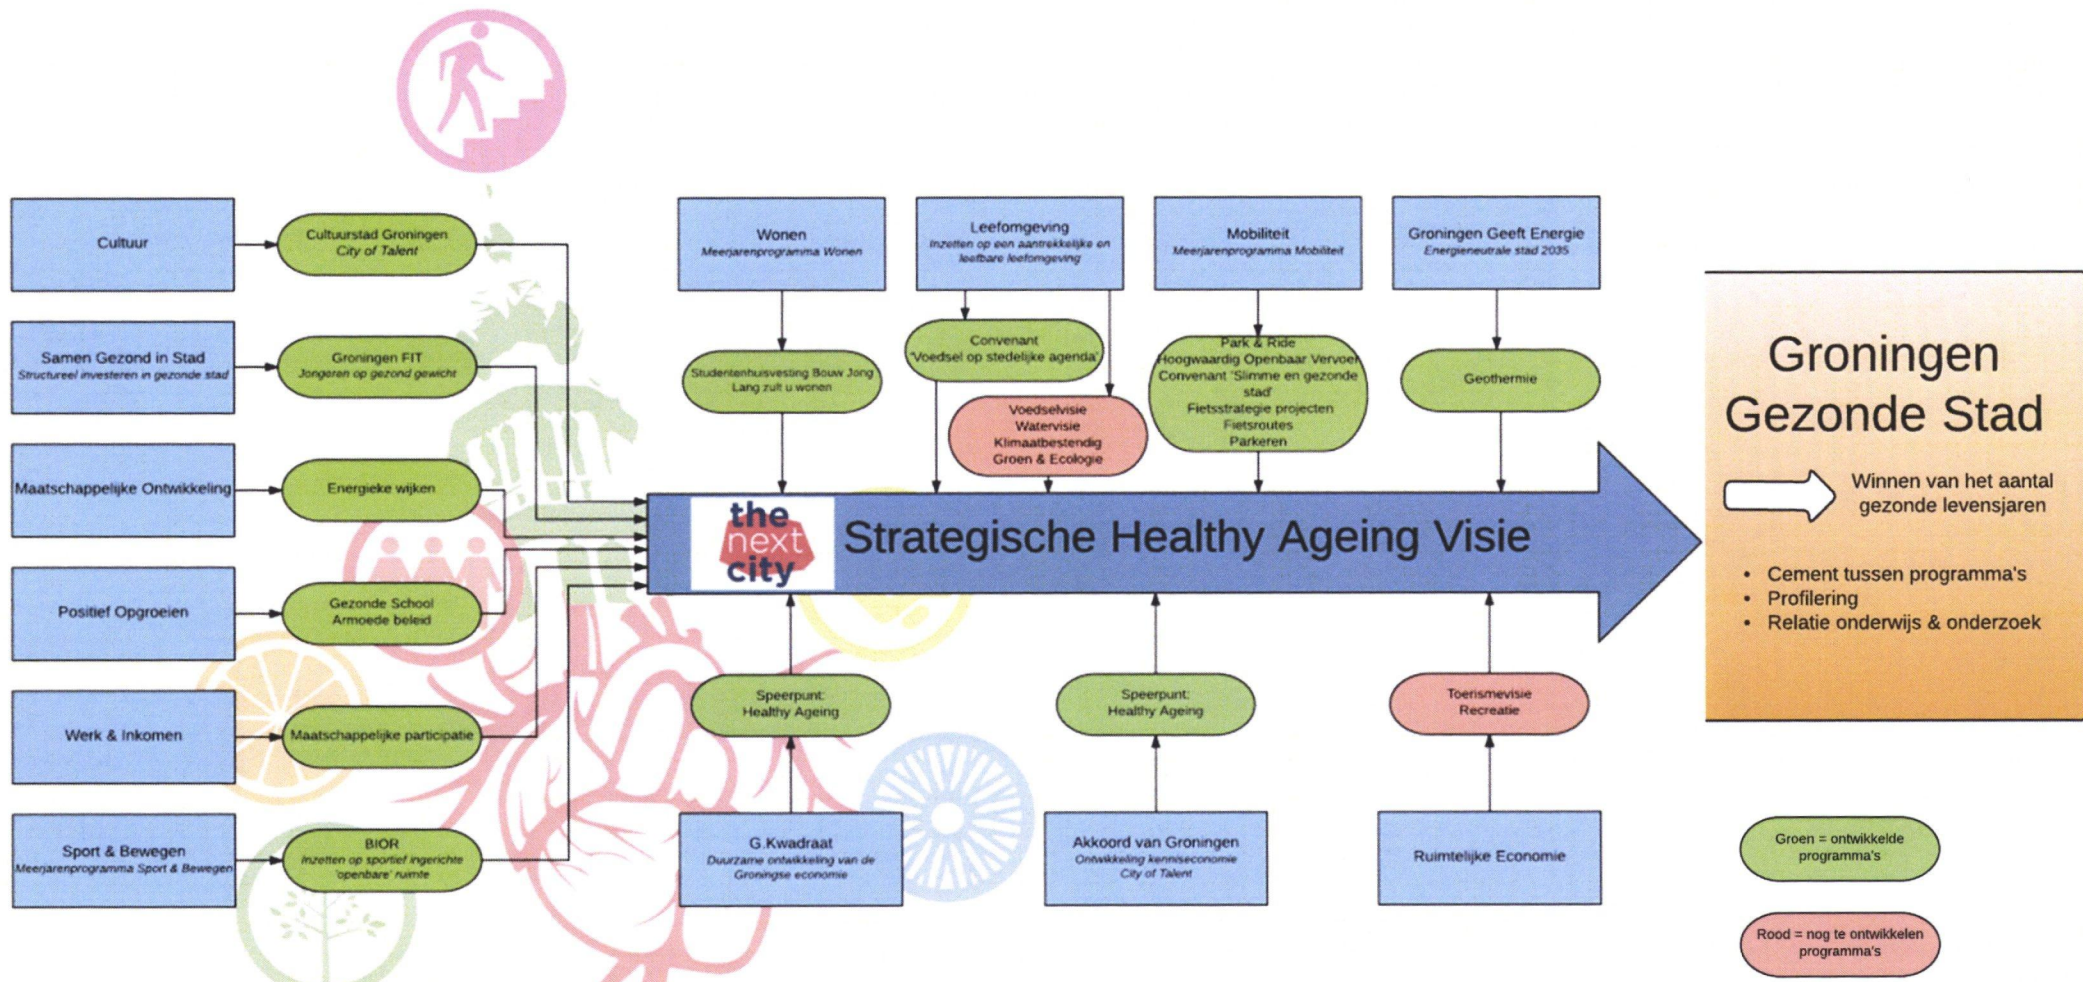 Cultuur
Cultuurstad Groningen
City of Talent
Samen Gezond in Stad
Structureel investeren in gezonde stad
Groningen FIT
Jongeren op gezond gewicht
Maatschappelijke Ontwikkeling
Energieke wijken
Positief Opgroeien
Gezonde School
Armoede beleid
Werk & Inkomen
Maatschappelijke participatie
Sport & Bewegen
Meerjarenprogramma Sport & Bewegen
BIOR
Inzetten op sportief ingerichte
'openbare' ruimte
Wonen
Meerjarenprogramma Wonen
Studentenhuisvesting Bouw Jong
Lang zult u wonen
Leefomgeving
Inzetten op een aantrekkelijke en
leefbare leefomgeving
Convenant
'Voedsel op stedelijke agenda'
Voedselvisie
Watervisie
Klimaatbestendig
Groen & Ecologie
Mobiliteit
Meerjarenprogramma Mobiliteit
Park & Ride
Hoogwaardig Openbaar Vervoer
Convenant 'Slimme en gezonde
stad'
Fietsstrategie projecten
Fietsroutes
Parkeren
Groningen Geeft Energie
Energieneutrale stad 2035
Geothermie
the
next
city
Strategische Healthy Ageing Visie
Speerpunt:
Healthy Ageing
G.Kwadraat
Duurzame ontwikkeling van de
Groningse economie
Speerpunt:
Healthy Ageing
Akkoord van Groningen
Ontwikkeling kenniseconomie
City of Talent
Toerismevisie
Recreatie
Ruimtelijke Economie
Groningen
Gezonde Stad
Winnen van het aantal
gezonde levensjaren
• Cement tussen programma's
• Profilering
• Relatie onderwijs & onderzoek
Groen = ontwikkelde
programma's
Rood = nog te ontwikkelen
programma's